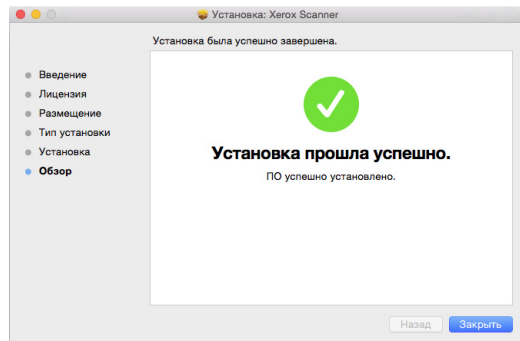 Установка: Xerox Scanner
Установка была успешно завершена.
Введение
Лицензия
Размещение
Тип установки
Установка
Обзор
Установка прошла успешно.
ПО успешно установлено.
Назад
Закрыть